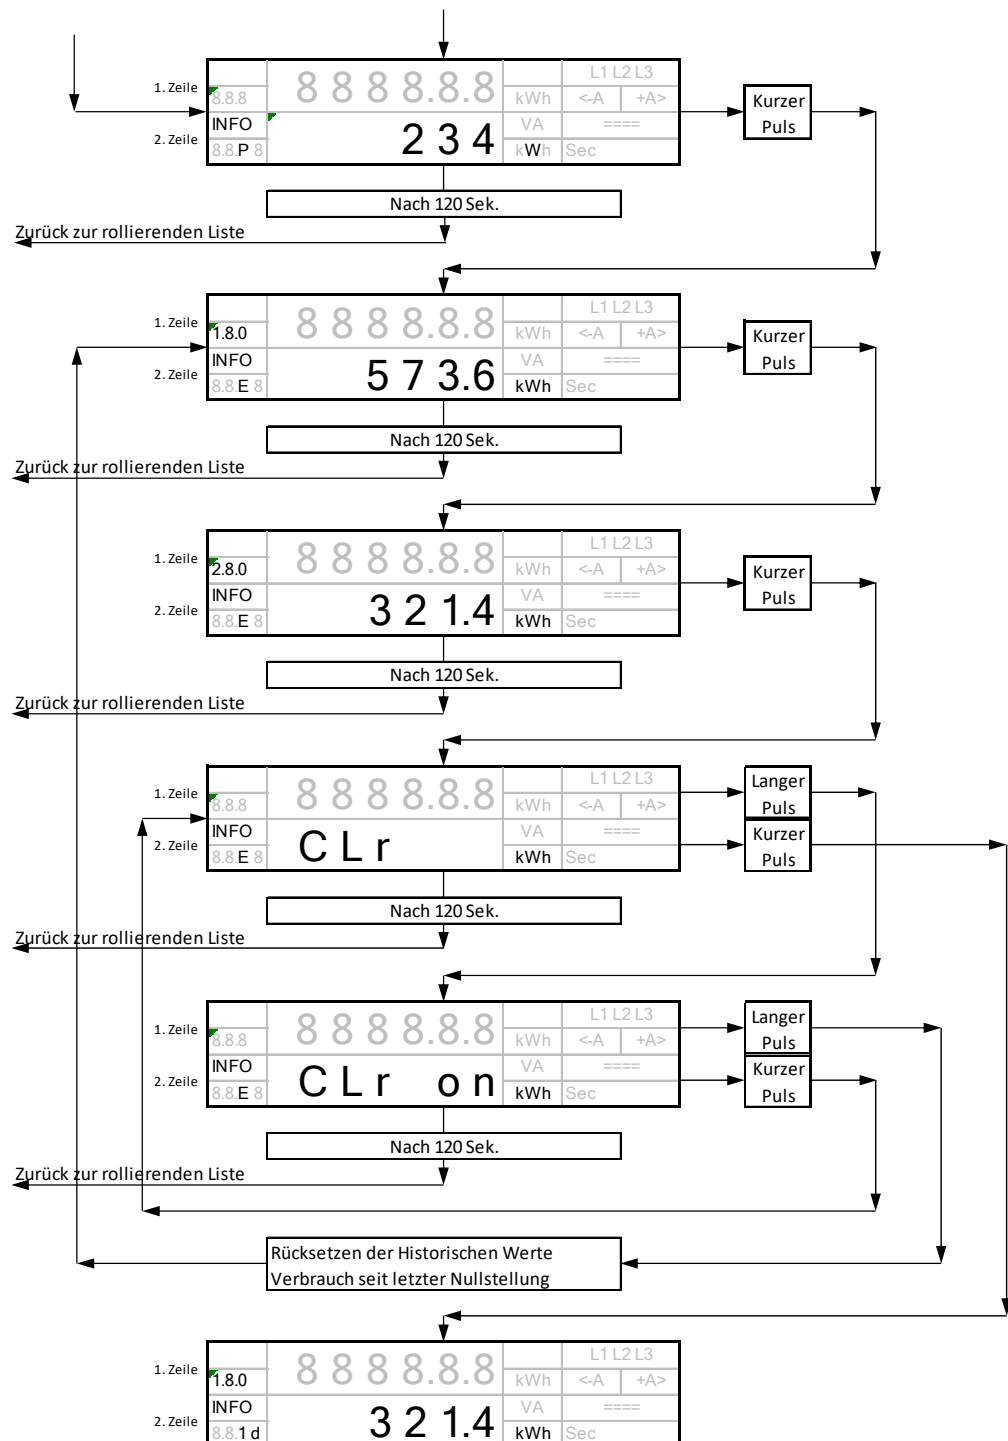 L1 L2 L3
1. Zeile 8.8.8 8 8 8 8.8.8 kWh <-A +A>
INFO VA ====
2. Zeile 8.8.P 8 2 3 4 kWh Sec
Kurzer
Puls
Nach 120 Sek.
Zurück zur rollierenden Liste
L1 L2 L3
1. Zeile 1.8.0 8 8 8 8.8.8 kWh <-A +A>
INFO VA ====
2. Zeile 8.8.E 8 5 7 3.6 kWh Sec
Kurzer
Puls
Nach 120 Sek.
Zurück zur rollierenden Liste
L1 L2 L3
1. Zeile 2.8.0 8 8 8 8.8.8 kWh <-A +A>
INFO VA ====
2. Zeile 8.8.E 8 3 2 1.4 kWh Sec
Kurzer
Puls
Nach 120 Sek.
Zurück zur rollierenden Liste
L1 L2 L3
1. Zeile 8.8.8 8 8 8 8.8.8 kWh <-A +A>
INFO VA ====
2. Zeile 8.8.E 8 C L r kWh Sec
Langer
Puls
Kurzer
Puls
Nach 120 Sek.
Zurück zur rollierenden Liste
L1 L2 L3
1. Zeile 8.8.8 8 8 8 8.8.8 kWh <-A +A>
INFO VA ====
2. Zeile 8.8.E 8 C L r o n kWh Sec
Langer
Puls
Kurzer
Puls
Nach 120 Sek.
Zurück zur rollierenden Liste
Rücksetzen der Historischen Werte
Verbrauch seit letzter Nullstellung
L1 L2 L3
1. Zeile 1.8.0 8 8 8 8.8.8 kWh <-A +A>
INFO VA ====
2. Zeile 8.8.1 d 3 2 1.4 kWh Sec